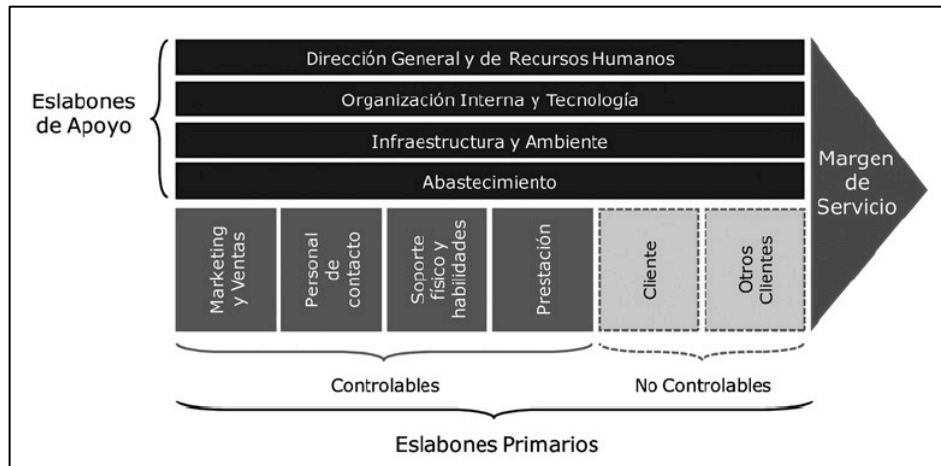 Eslabones
de Apoyo
Dirección General y de Recursos Humanos
Organización Interna y Tecnología
Infraestructura y Ambiente
Abastecimiento
Marketing
y Ventas
Personal
de
contacto
Soporte
físico y
habilidades
Prestación
Cliente
Otros
Clientes
Margen
de
Servicio
Controlables
No Controlables
Eslabones Primarios